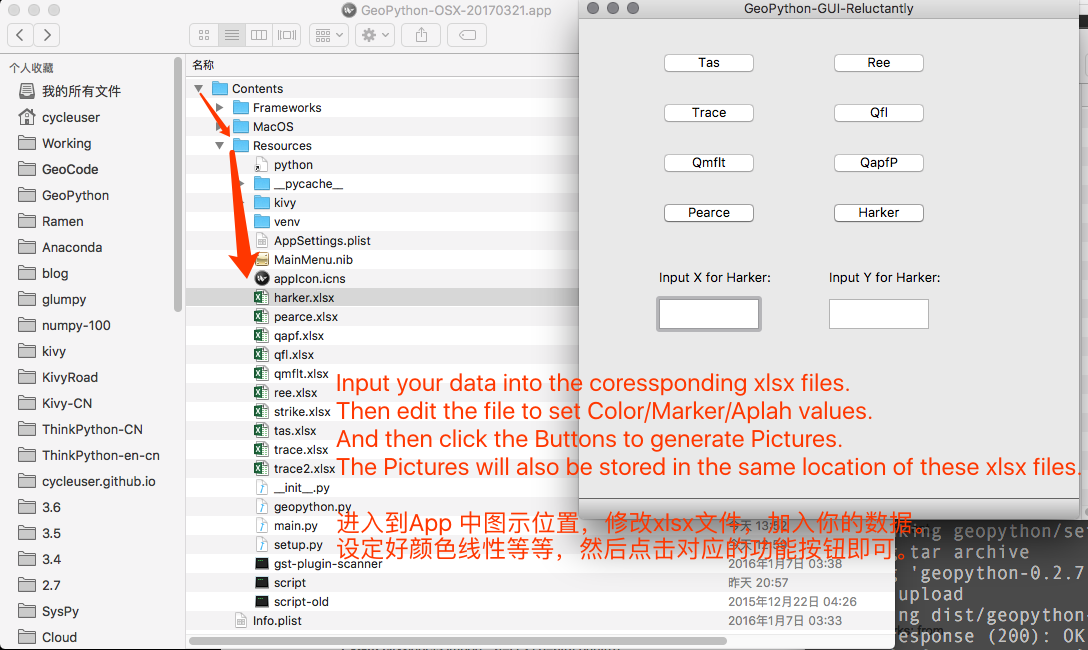 GeoPython-OSX-20170321.app
GeoPython-GUI-Reluctantly
个人收藏
我的所有文件
cycleuser
Working
GeoCode
GeoPython
Ramen
Anaconda
blog
glumpy
numpy-100
kivy
KivyRoad
Kivy-CN
ThinkPython-CN
ThinkPython-en-cn
cycleuser.github.io
3.6
3.5
3.4
2.7
SysPy
Cloud
名称
Contents
Frameworks
MacOS
Resources
python
__pycache__
kivy
venv
AppSettings.plist
MainMenu.nib
appIcon.icns
harker.xlsx
pearce.xlsx
qapf.xlsx
qfl.xlsx
qmflt.xlsx
ree.xlsx
strike.xlsx
tas.xlsx
trace.xlsx
trace2.xlsx
__init__.py
geopython.py
main.py
setup.py
gst-plugin-scanner
2016年1月7日 03:38
script
昨天 20:57
script-old
2015年12月22日 04:26
Info.plist
2016年1月7日 03:33
Tas
Ree
Trace
Qfl
Qmflt
QapfP
Pearce
Harker
Input X for Harker:
Input Y for Harker:
Input your data into the coressponding xlsx files.
Then edit the file to set Color/Marker/Aplah values.
And then click the Buttons to generate Pictures.
The Pictures will also be stored in the same location of these xlsx files.
进入到App 中图示位置，修改xlsx文件，加入你的数据。
设定好颜色线性等等，然后点击对应的功能按钮即可。
今天 13:52
king geopython/se
tar archive
'geopython-0.2.7
upload
ng dist/geopython-
esponse (200): OK